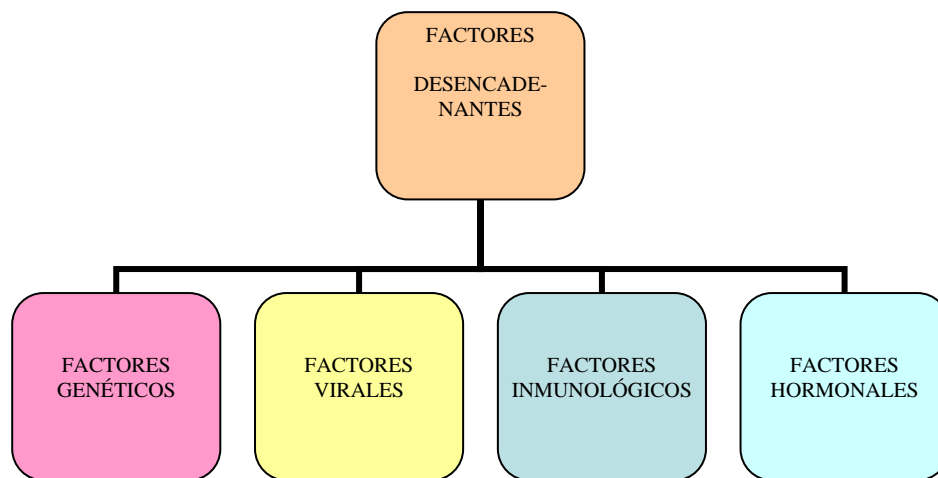 FACTORES
DESENCADE-
NANTES
FACTORES
GENÉTICOS
FACTORES
VIRALES
FACTORES
INMUNOLÓGICOS
FACTORES
HORMONALES